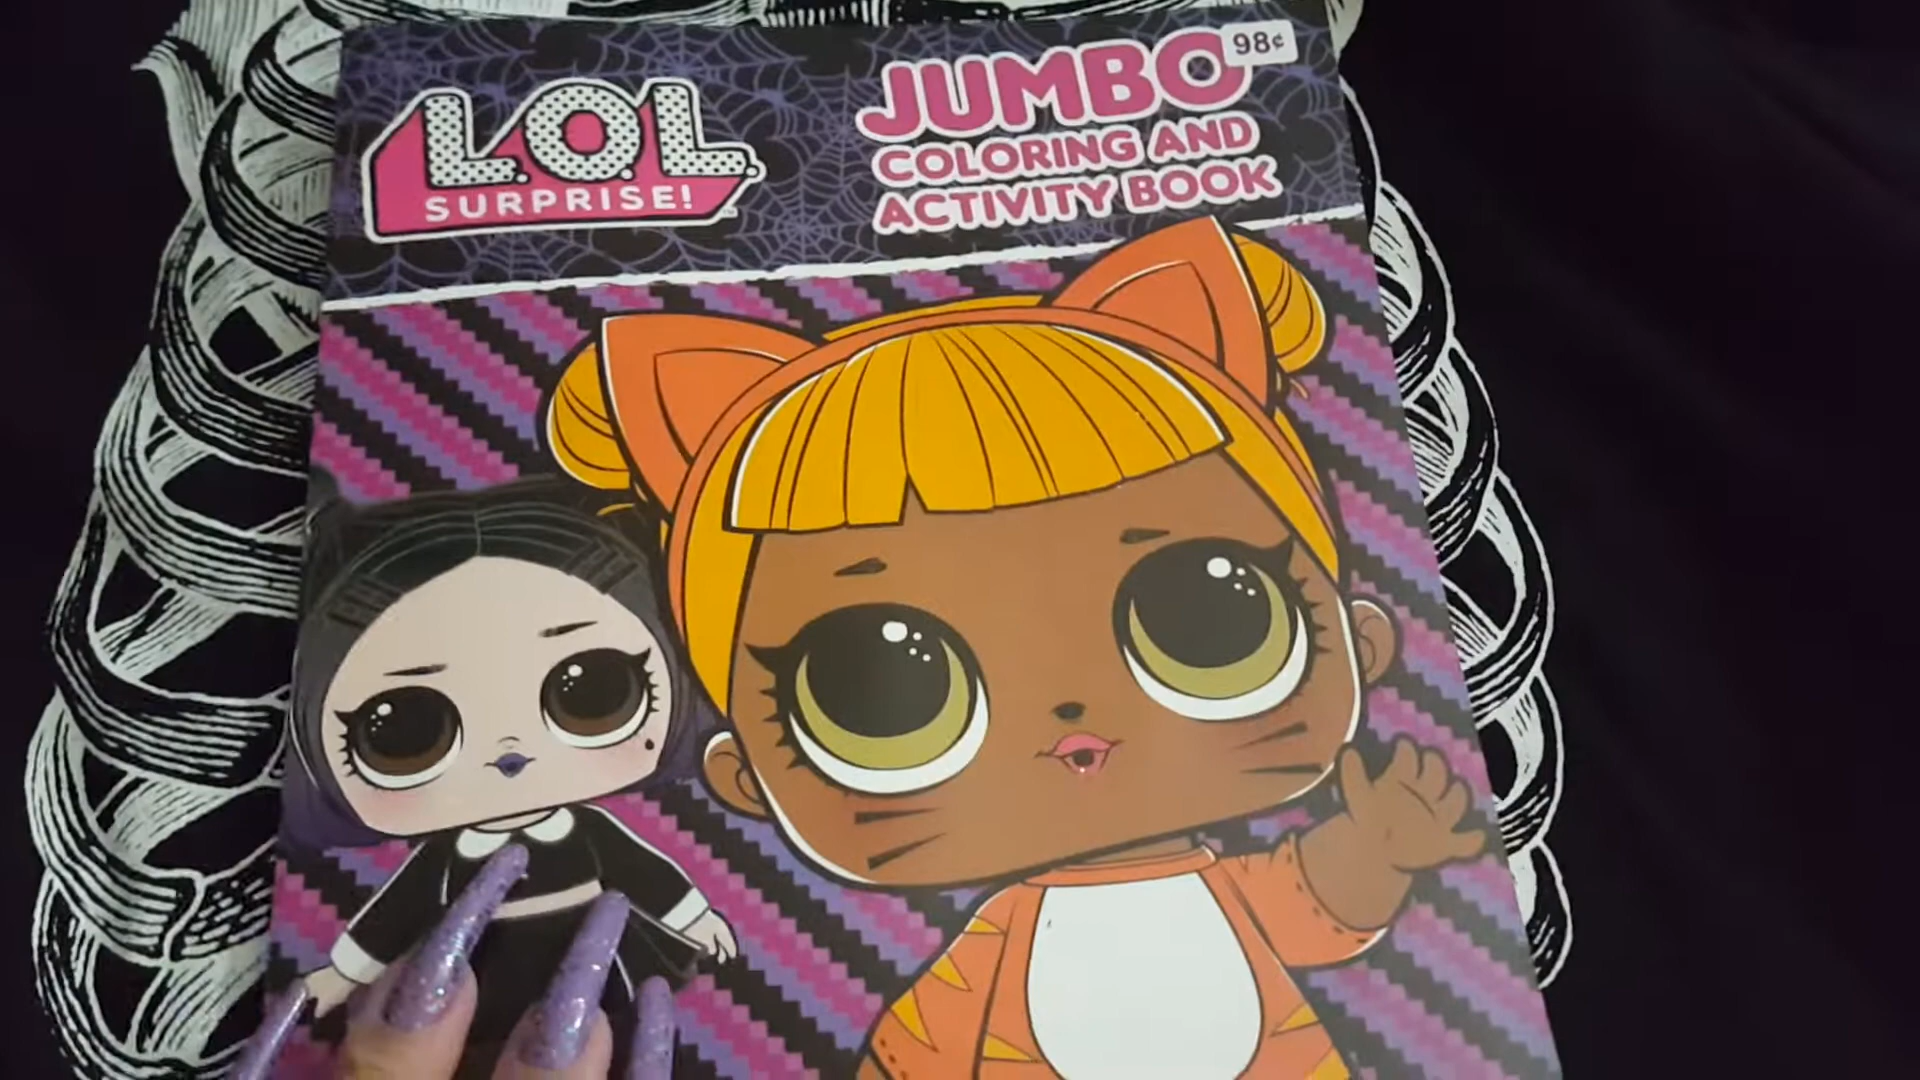 L.O.L.
SURPRISE!
JUMBO
98¢
COLORING AND
ACTIVITY BOOK